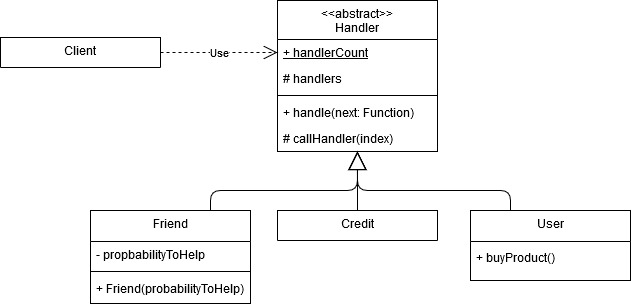 <<abstract>>
Handler
Client
Use
+ handlerCount
# handlers
+ handle(next: Function)
# callHandler(index)
Friend
- propbabilityToHelp
+ Friend(probabilityToHelp)
Credit
User
+ buyProduct()